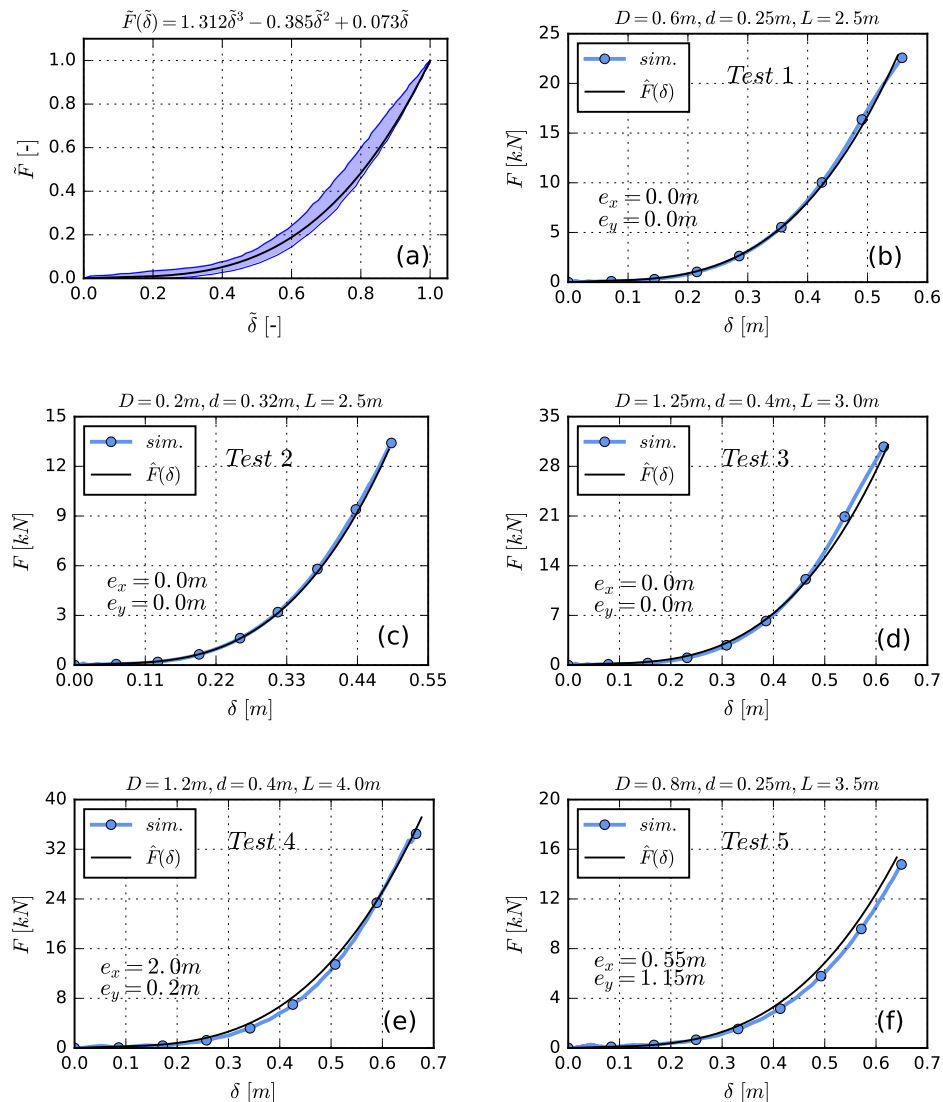 F̃(δ̃) = 1.312δ̃³ − 0.385δ̃² + 0.073δ̃
1.0
0.8
0.6
0.4
0.2
0.0
F̃ [-]
0.0 0.2 0.4 0.6 0.8 1.0
δ̃ [-]
(a)
D = 0.6m, d = 0.25m, L = 2.5m
25
20
15
10
5
0
F [kN]
sim.
F̂(δ)
Test 1
e_x = 0.0m
e_y = 0.0m
(b)
0.0 0.1 0.2 0.3 0.4 0.5 0.6
δ [m]
D = 0.2m, d = 0.32m, L = 2.5m
15
12
9
6
3
0
F [kN]
sim.
F̂(δ)
Test 2
e_x = 0.0m
e_y = 0.0m
(c)
0.00 0.11 0.22 0.33 0.44 0.55
δ [m]
D = 1.25m, d = 0.4m, L = 3.0m
35
28
21
14
7
0
F [kN]
sim.
F̂(δ)
Test 3
e_x = 0.0m
e_y = 0.0m
(d)
0.0 0.1 0.2 0.3 0.4 0.5 0.6 0.7
δ [m]
D = 1.2m, d = 0.4m, L = 4.0m
40
32
24
16
8
0
F [kN]
sim.
F̂(δ)
Test 4
e_x = 2.0m
e_y = 0.2m
(e)
0.0 0.1 0.2 0.3 0.4 0.5 0.6 0.7
δ [m]
D = 0.8m, d = 0.25m, L = 3.5m
20
16
12
8
4
0
F [kN]
sim.
F̂(δ)
Test 5
e_x = 0.55m
e_y = 1.15m
(f)
0.0 0.1 0.2 0.3 0.4 0.5 0.6 0.7
δ [m]